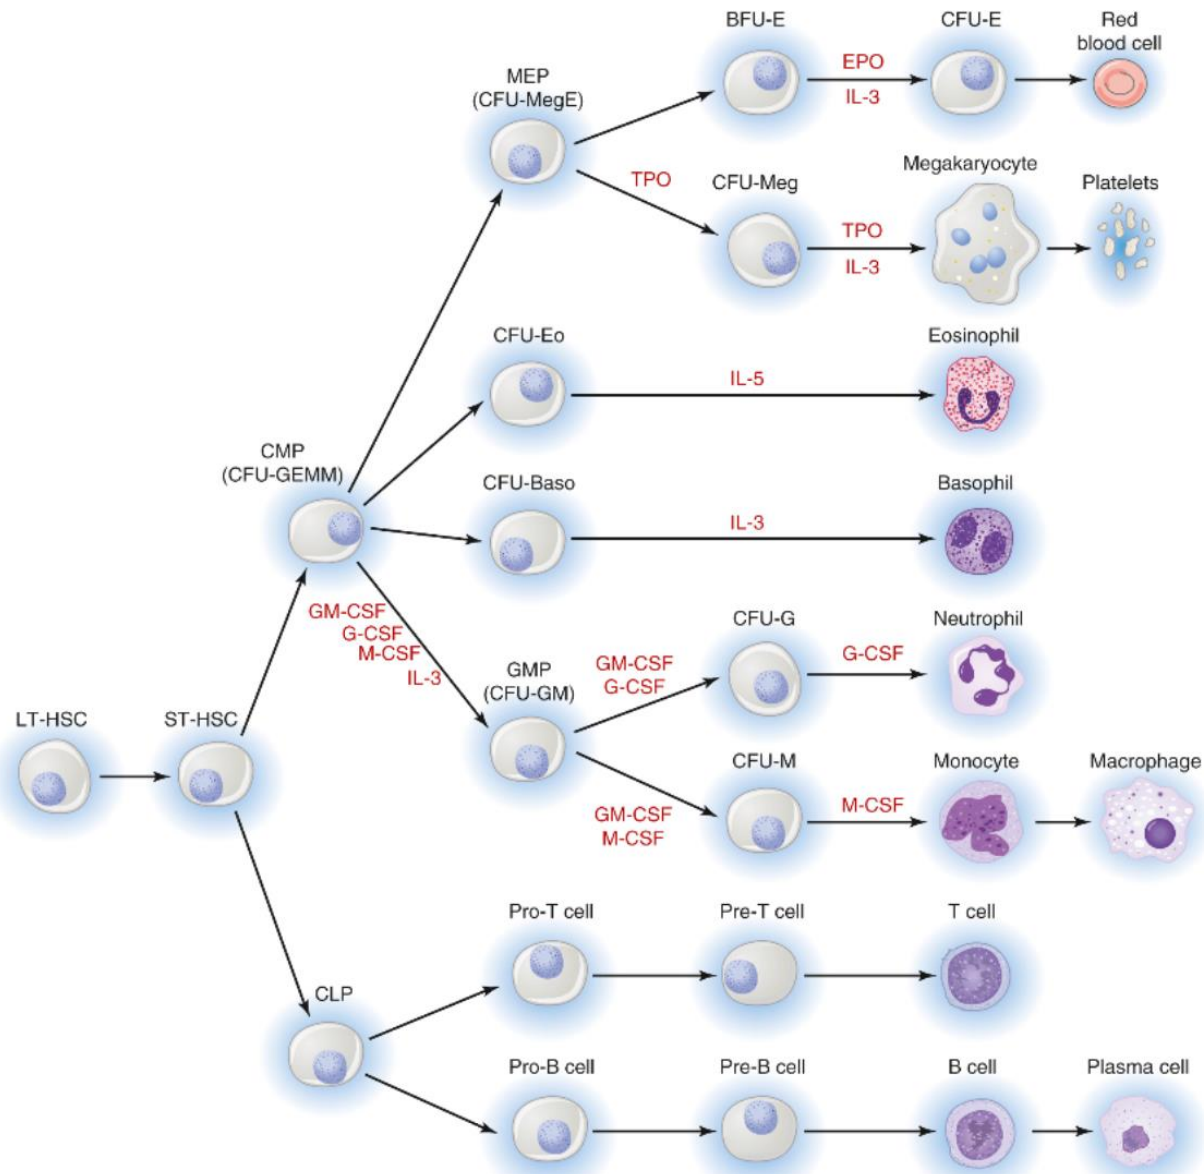 BFU-E
CFU-E
Red
blood cell
EPO
IL-3
MEP
(CFU-MegE)
TPO
CFU-Meg
Megakaryocyte
Platelets
TPO
IL-3
CFU-Eo
Eosinophil
IL-5
CMP
(CFU-GEMM)
CFU-Baso
Basophil
IL-3
GM-CSF
G-CSF
M-CSF
IL-3
GMP
(CFU-GM)
GM-CSF
G-CSF
CFU-G
G-CSF
Neutrophil
LT-HSC
ST-HSC
GM-CSF
M-CSF
CFU-M
M-CSF
Monocyte
Macrophage
Pro-T cell
Pre-T cell
T cell
CLP
Pro-B cell
Pre-B cell
B cell
Plasma cell